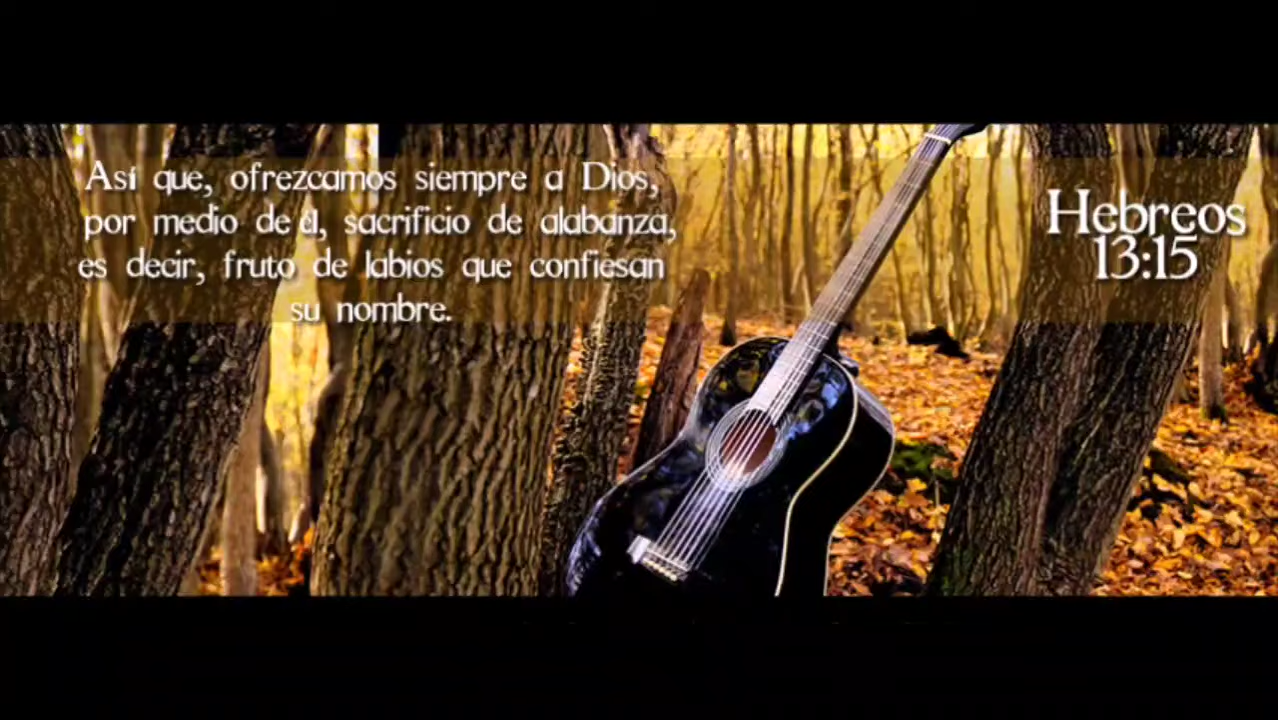 Así que, ofrezcamos siempre a Dios,
por medio de él, sacrificio de alabanza,
es decir, fruto de labios que confiesan
su nombre.
Hebreos
13:15